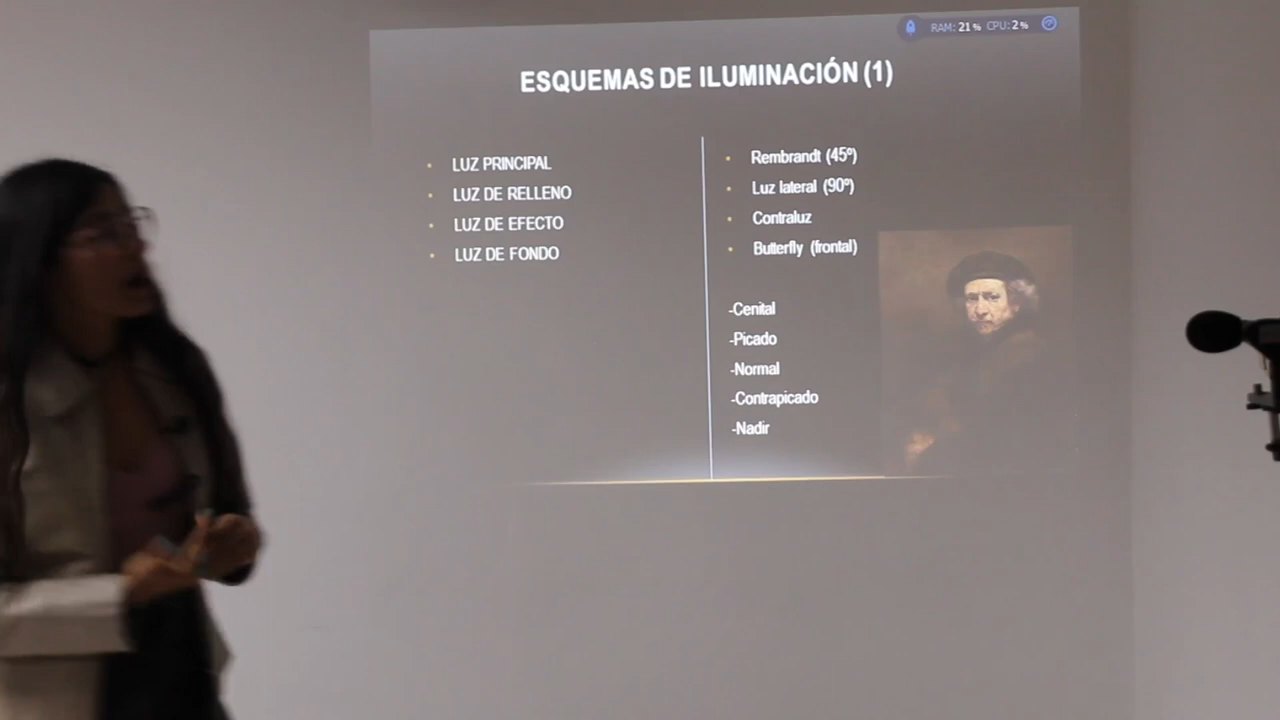 RAM: 21% CPU: 2%
ESQUEMAS DE ILUMINACIÓN (1)
• LUZ PRINCIPAL
• LUZ DE RELLENO
• LUZ DE EFECTO
• LUZ DE FONDO
• Rembrandt (45º)
• Luz lateral (90º)
• Contraluz
• Butterfly (frontal)
-Cenital
-Picado
-Normal
-Contrapicado
-Nadir